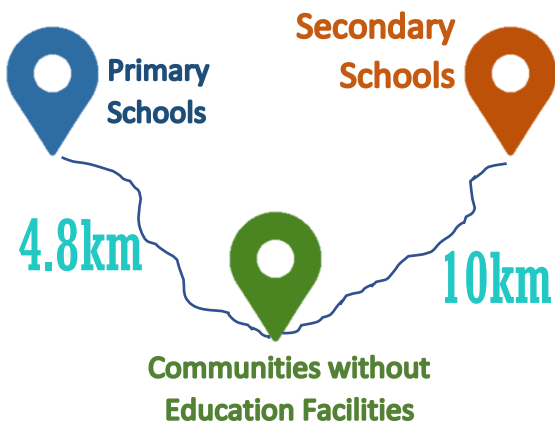 Primary
Schools
Secondary
Schools
4.8km
10km
Communities without
Education Facilities